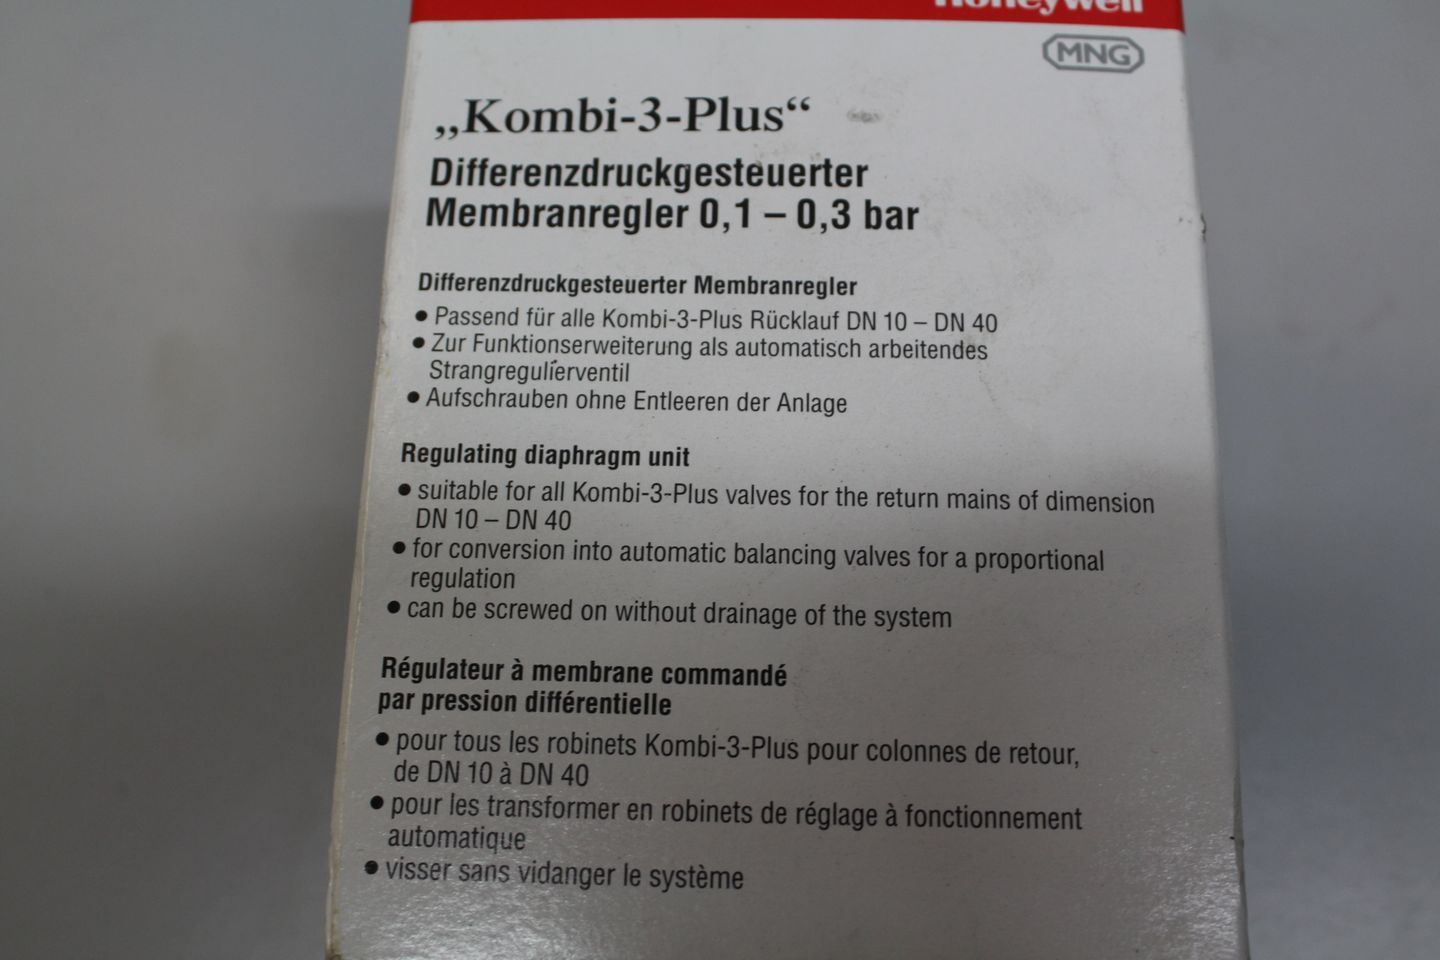 Honeywell
MNG
„Kombi-3-Plus“
Differenzdruckgesteuerter
Membranregler 0,1 – 0,3 bar
Differenzdruckgesteuerter Membranregler
● Passend für alle Kombi-3-Plus Rücklauf DN 10 – DN 40
● Zur Funktionserweiterung als automatisch arbeitendes
Strangregulierventil
● Aufschrauben ohne Entleeren der Anlage
Regulating diaphragm unit
● suitable for all Kombi-3-Plus valves for the return mains of dimension
DN 10 – DN 40
● for conversion into automatic balancing valves for a proportional
regulation
● can be screwed on without drainage of the system
Régulateur à membrane commandé
par pression différentielle
● pour tous les robinets Kombi-3-Plus pour colonnes de retour,
de DN 10 à DN 40
● pour les transformer en robinets de réglage à fonctionnement
automatique
● visser sans vidanger le système